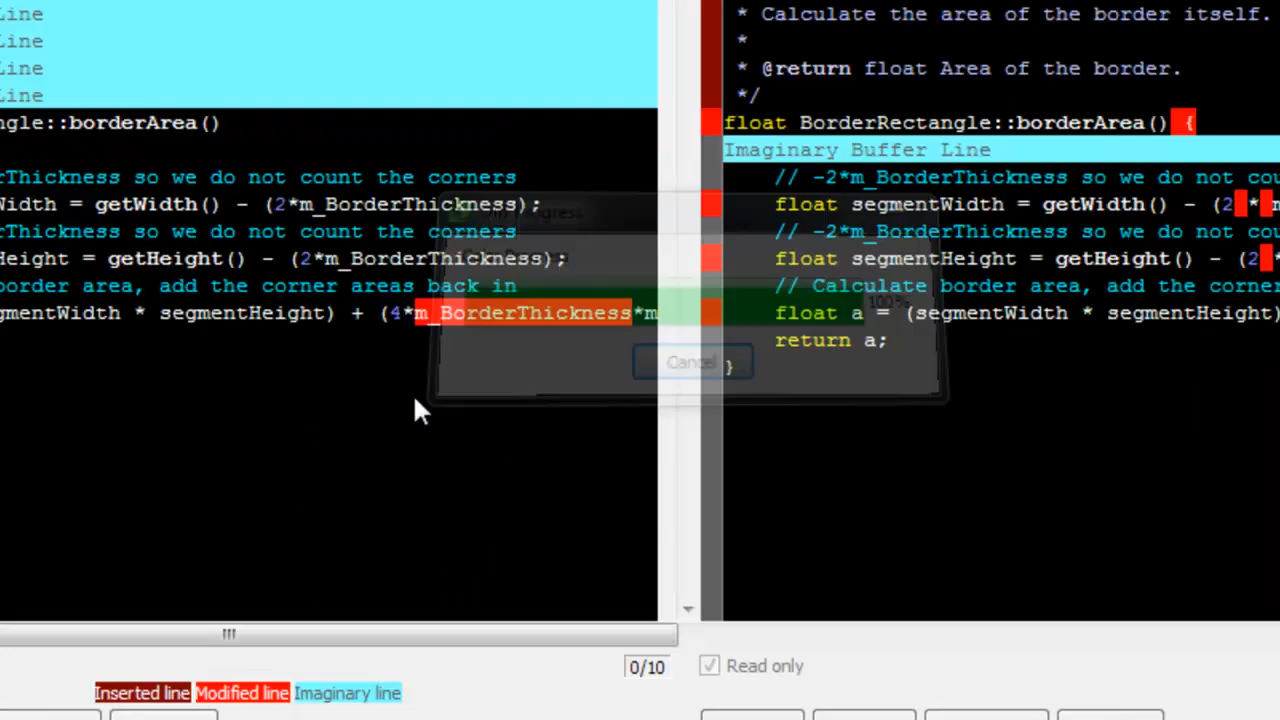 Line
Line
Line
Line
ngle::borderArea()
rThickness so we do not count the corners
Width = getWidth() - (2*m_BorderThickness);
rThickness so we do not count the corners
Height = getHeight() - (2*m_BorderThickness);
border area, add the corner areas back in
gmentWidth * segmentHeight) + (4*m_BorderThickness*m
* Calculate the area of the border itself.
*
* @return float Area of the border.
*/
float BorderRectangle::borderArea() {
Imaginary Buffer Line
// -2*m_BorderThickness so we do not cou
float segmentWidth = getWidth() - (2 * m
// -2*m_BorderThickness so we do not cou
float segmentHeight = getHeight() - (2 *
// Calculate border area, add the corner
float a = (segmentWidth * segmentHeight)
return a;
}
Progress
100%
Cancel
0/10
Read only
Inserted line Modified line Imaginary line